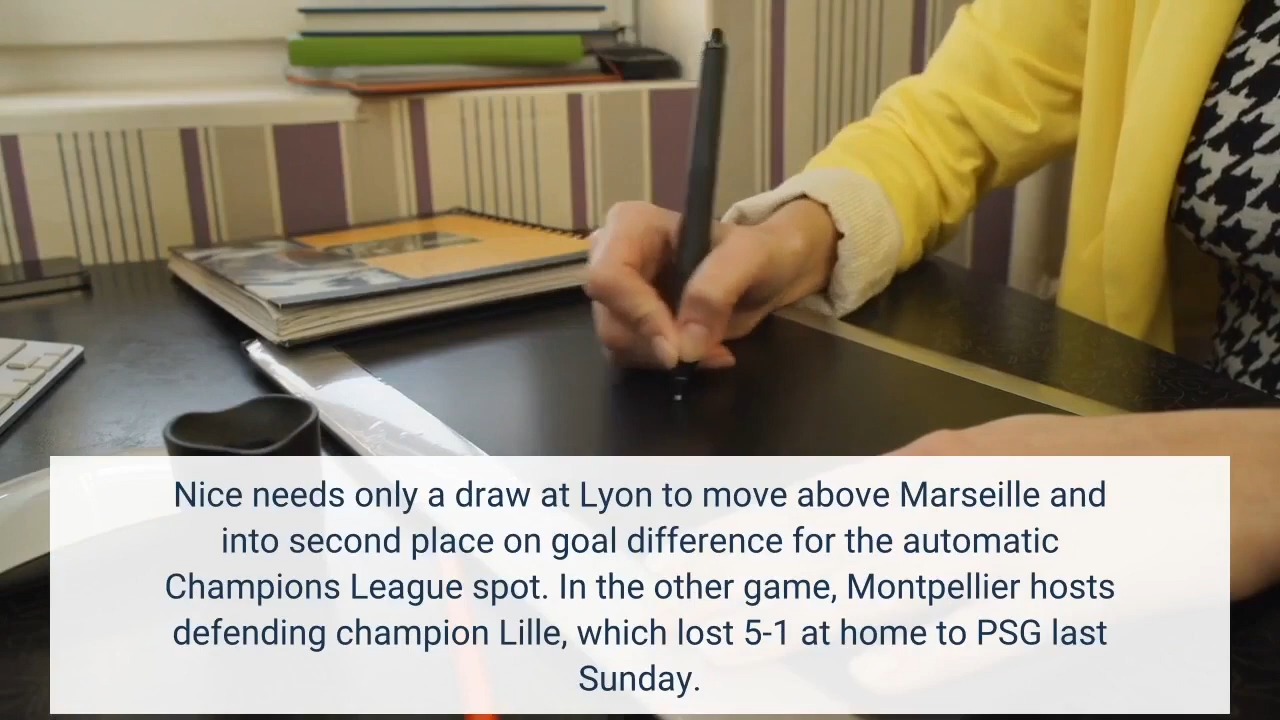 Nice needs only a draw at Lyon to move above Marseille and
into second place on goal difference for the automatic
Champions League spot. In the other game, Montpellier hosts
defending champion Lille, which lost 5-1 at home to PSG last
Sunday.